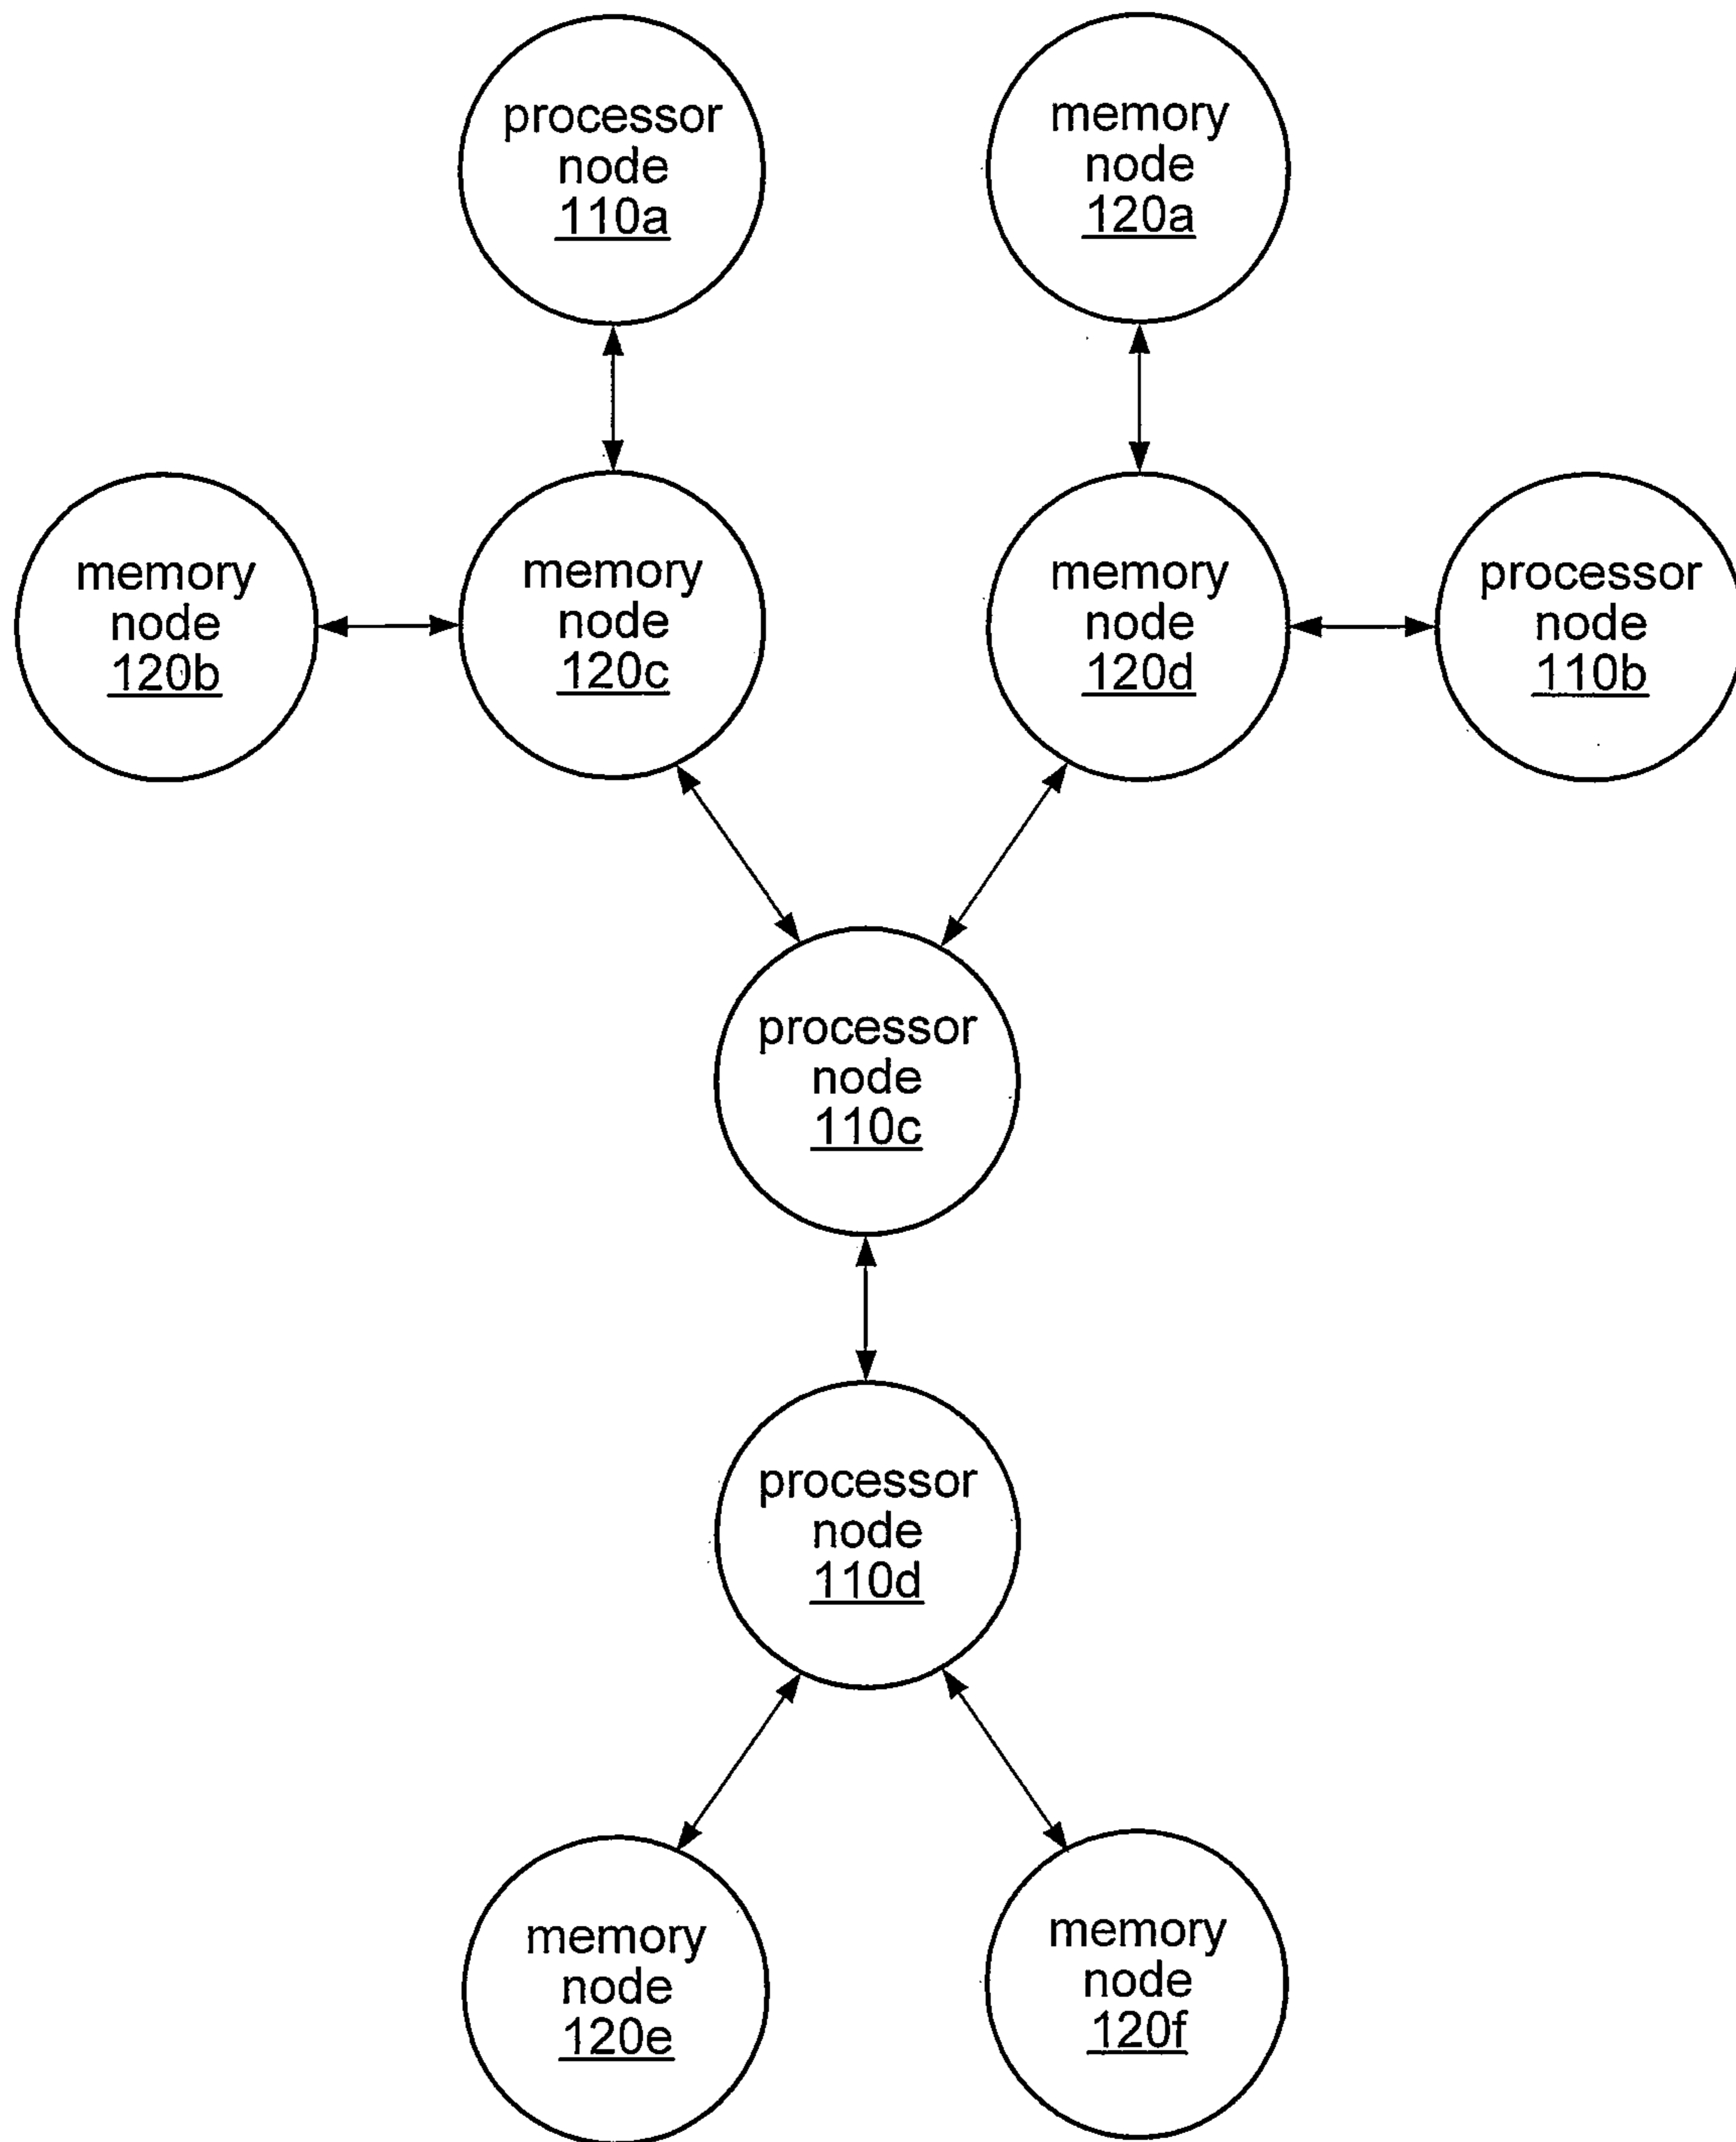 processor
node
110a
memory
node
120a
memory
node
120b
memory
node
120c
memory
node
120d
processor
node
110b
processor
node
110c
processor
node
110d
memory
node
120e
memory
node
120f